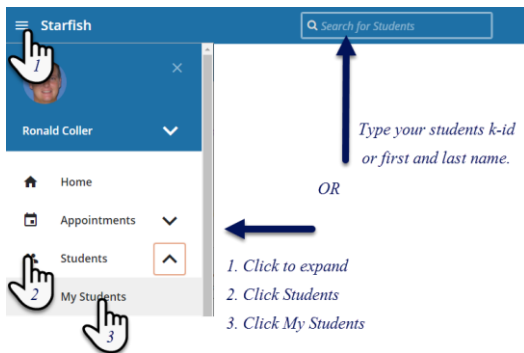 Starfish
Search for Students
1
Ronald Coller
Type your students k-id
or first and last name.
Home
OR
Appointments
Students
1. Click to expand
2
My Students
2. Click Students
3
3. Click My Students